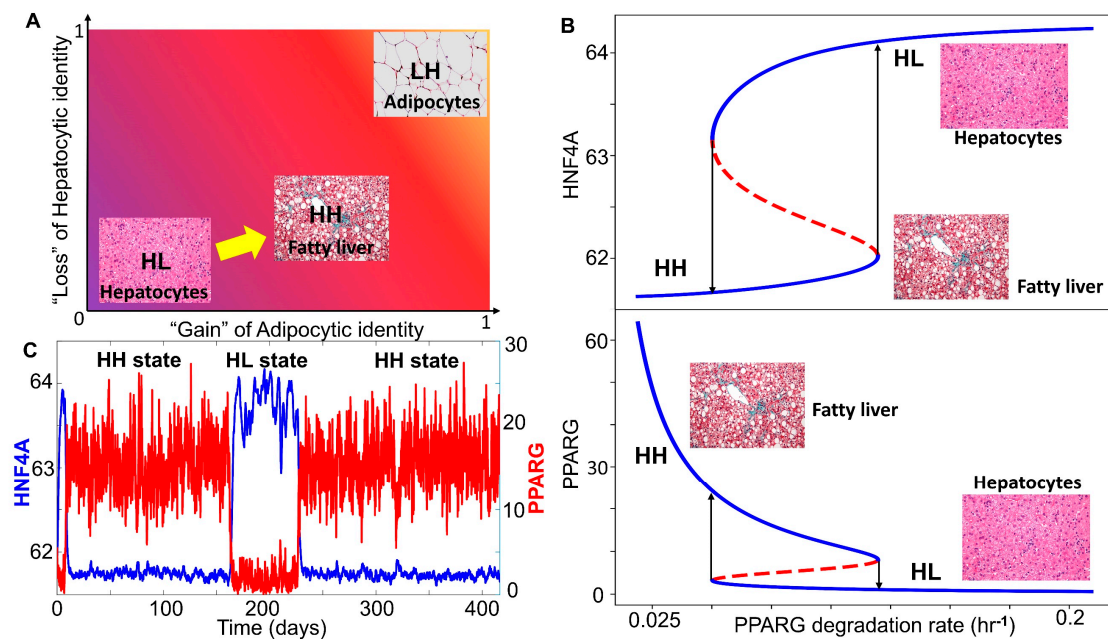 A
1
"Loss" of Hepatocytic identity
LH
Adipocytes
HH
Fatty liver
HL
Hepatocytes
0
"Gain" of Adipocytic identity
1
B
HNF4A
64
63
62
HL
Hepatocytes
HH
Fatty liver
PPARG
60
30
0
HH
Fatty liver
Hepatocytes
HL
0.025
PPARG degradation rate (hr-1)
0.2
C
HH state
HL state
HH state
HNF4A
64
63
62
30
20
10
0
PPARG
0
100
200
300
400
Time (days)